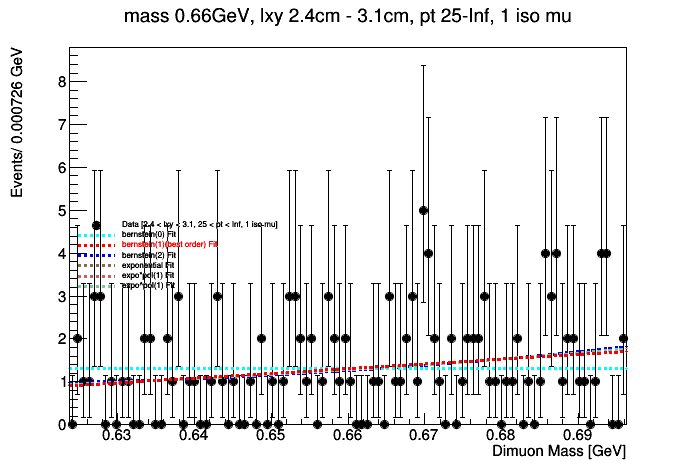 mass 0.66GeV, lxy 2.4cm - 3.1cm, pt 25-Inf, 1 iso mu
Events/ 0.000726 GeV
8
7
6
5
4
3
2
1
0
Data [2.4 < lxy < 3.1, 25 < pt < Inf, 1 iso mu]
bernstein(0) Fit
bernstein(1)(best order) Fit
bernstein(2) Fit
exponential Fit
expo*pol(1) Fit
expo*pol(1) Fit
0.63 0.64 0.65 0.66 0.67 0.68 0.69
Dimuon Mass [GeV]